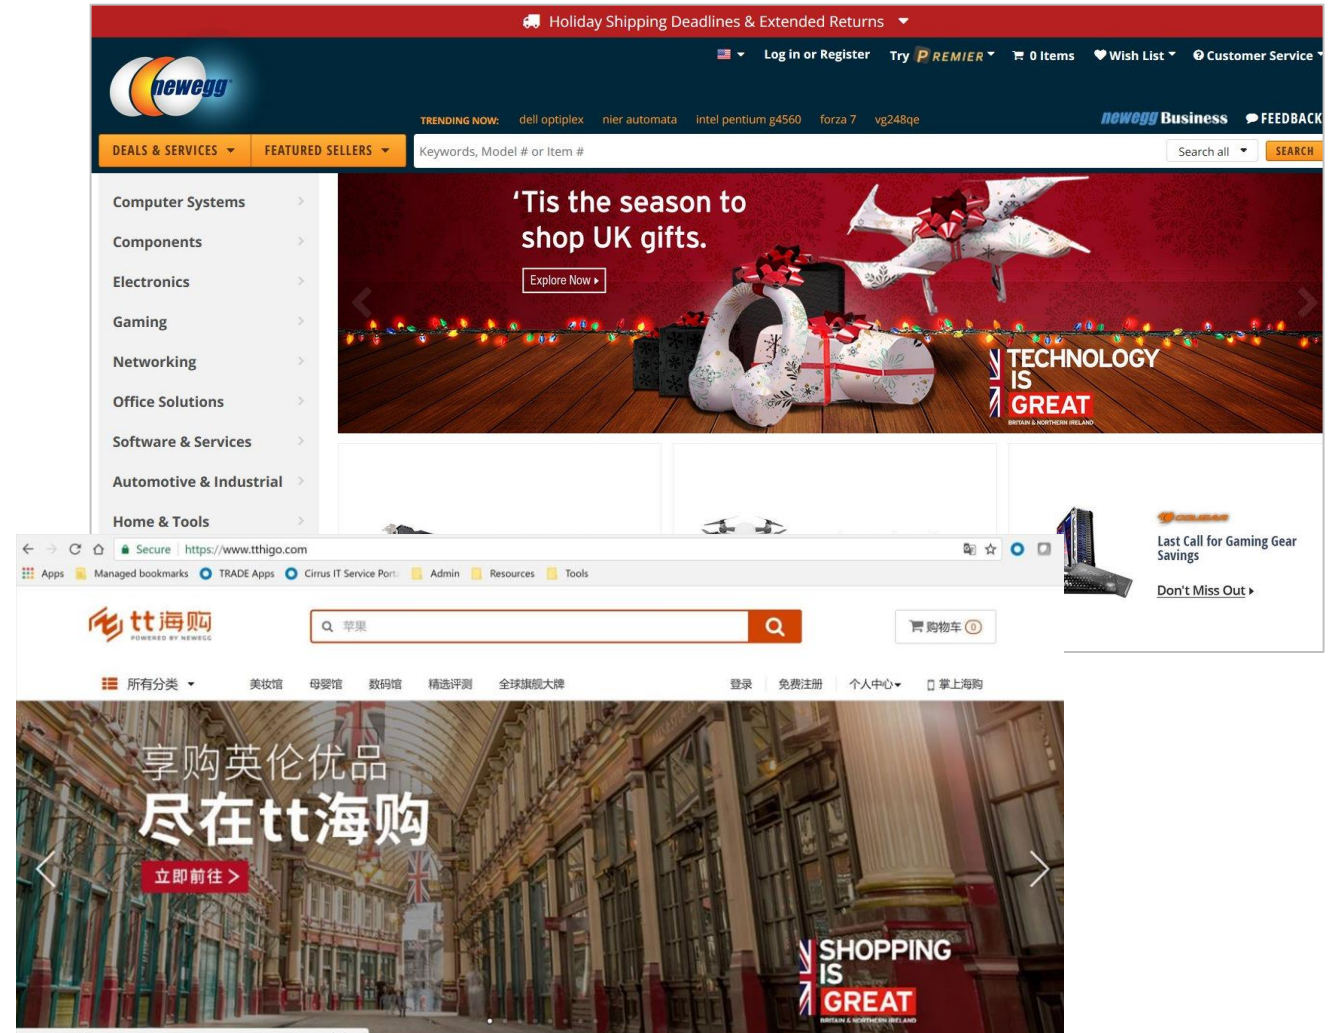 Holiday Shipping Deadlines & Extended Returns
Log in or Register Try PREMIER 0 Items Wish List Customer Service
newegg
TRENDING NOW: dell optiplex nier automata intel pentium g4560 forza 7 vg248qe
newegg Business FEEDBACK
DEALS & SERVICES FEATURED SELLERS Keywords, Model # or Item # Search all SEARCH
Computer Systems
Components
Electronics
Gaming
Networking
Office Solutions
Software & Services
Automotive & Industrial
Home & Tools
‘Tis the season to
shop UK gifts.
Explore Now
TECHNOLOGY
IS
GREAT
BRITAIN & NORTHERN IRELAND
COUGAR
Last Call for Gaming Gear
Savings
Don't Miss Out
Secure https://www.tthigo.com
Apps Managed bookmarks TRADE Apps Cirrus IT Service Port Admin Resources Tools
tt海购
POWERED BY NEWEGG
苹果
购物车 0
所有分类 美妆馆 母婴馆 数码馆 精选评测 全球旗舰大牌 登录 免费注册 个人中心 掌上海购
享购英伦优品
尽在tt海购
立即前往 >
SHOPPING
IS
GREAT
BRITAIN & NORTHERN IRELAND